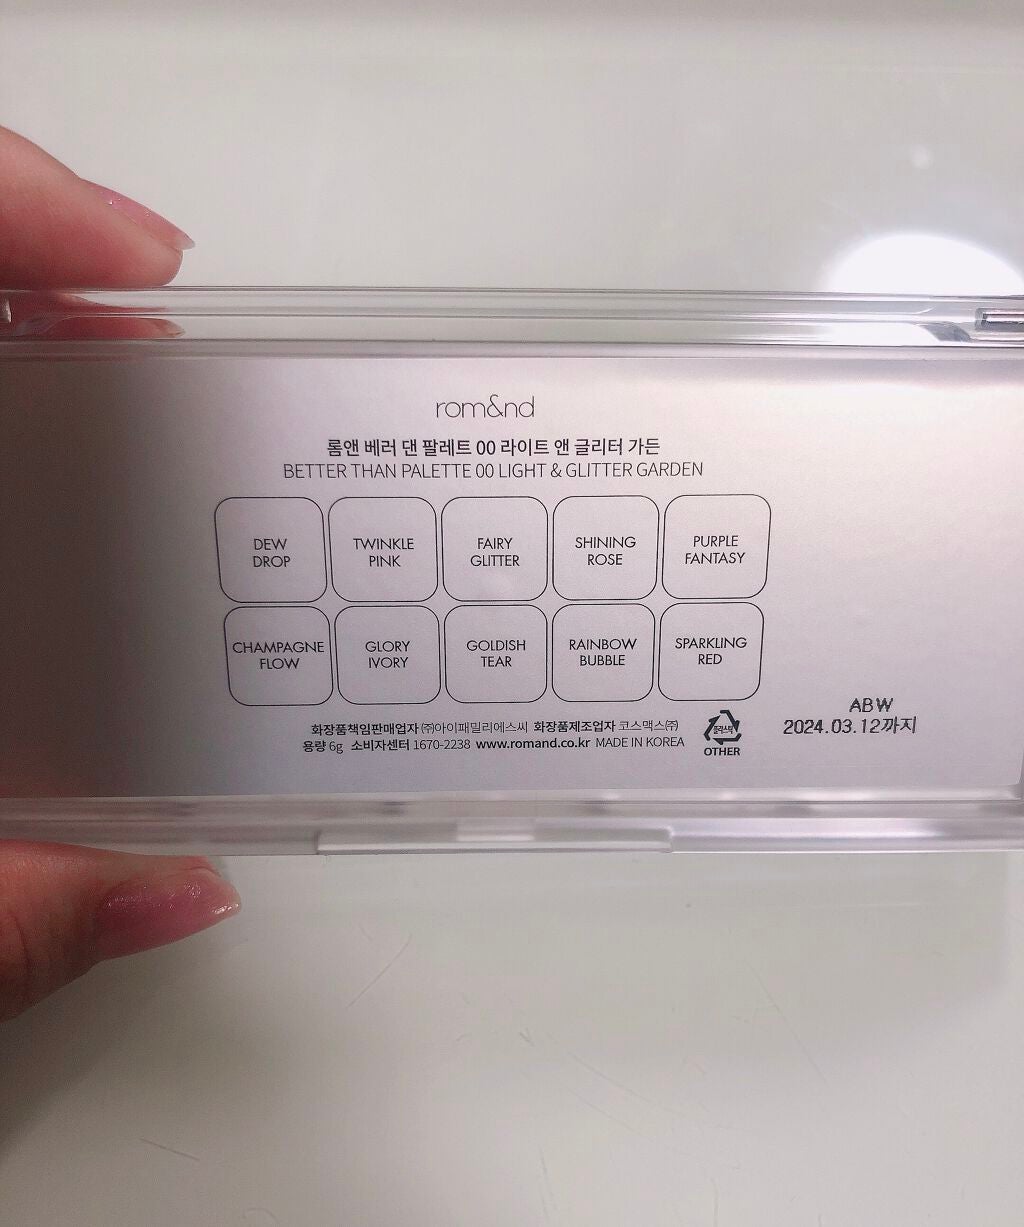 rom&nd
롬앤 베러 댄 팔레트 00 라이트 앤 글리터 가든
BETTER THAN PALETTE 00 LIGHT & GLITTER GARDEN
DEW
DROP
TWINKLE
PINK
FAIRY
GLITTER
SHINING
ROSE
PURPLE
FANTASY
CHAMPAGNE
FLOW
GLORY
IVORY
GOLDISH
TEAR
RAINBOW
BUBBLE
SPARKLING
RED
화장품책임판매업자 ㈜아이패밀리에스씨 화장품제조업자 코스맥스㈜
용량 6g 소비자센터 1670-2238 www.romand.co.kr MADE IN KOREA
플라스틱
OTHER
ABW
2024.03.12까지